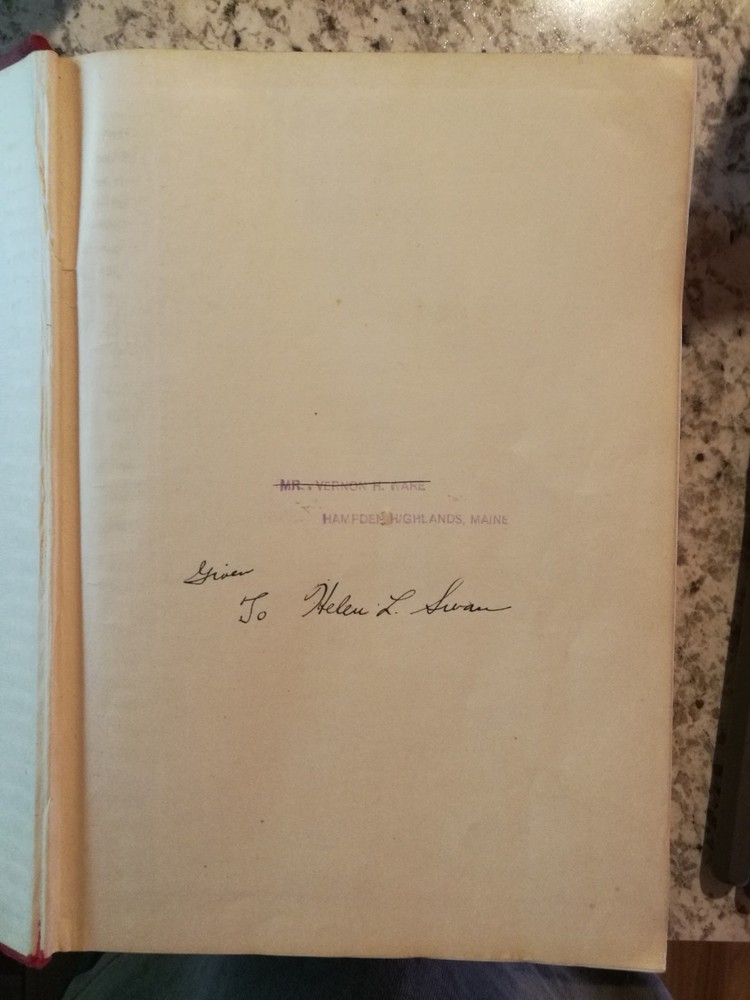 MR. VERNON H. WARE
HAMPDEN HIGHLANDS, MAINE
Given
To Helen L. Swan